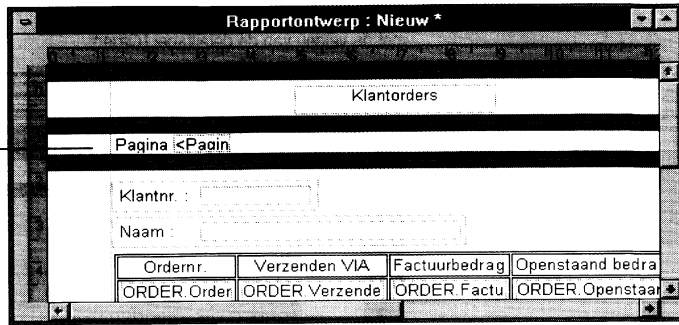 Rapportontwerp : Nieuw *
Klantorders
Pagina <Pagin
Klantnr. :
Naam :
Ordernr. Verzenden VIA Factuurbedrag Openstaand bedra
ORDER.Order ORDER.Verzende ORDER.Factu ORDER.Openstaar